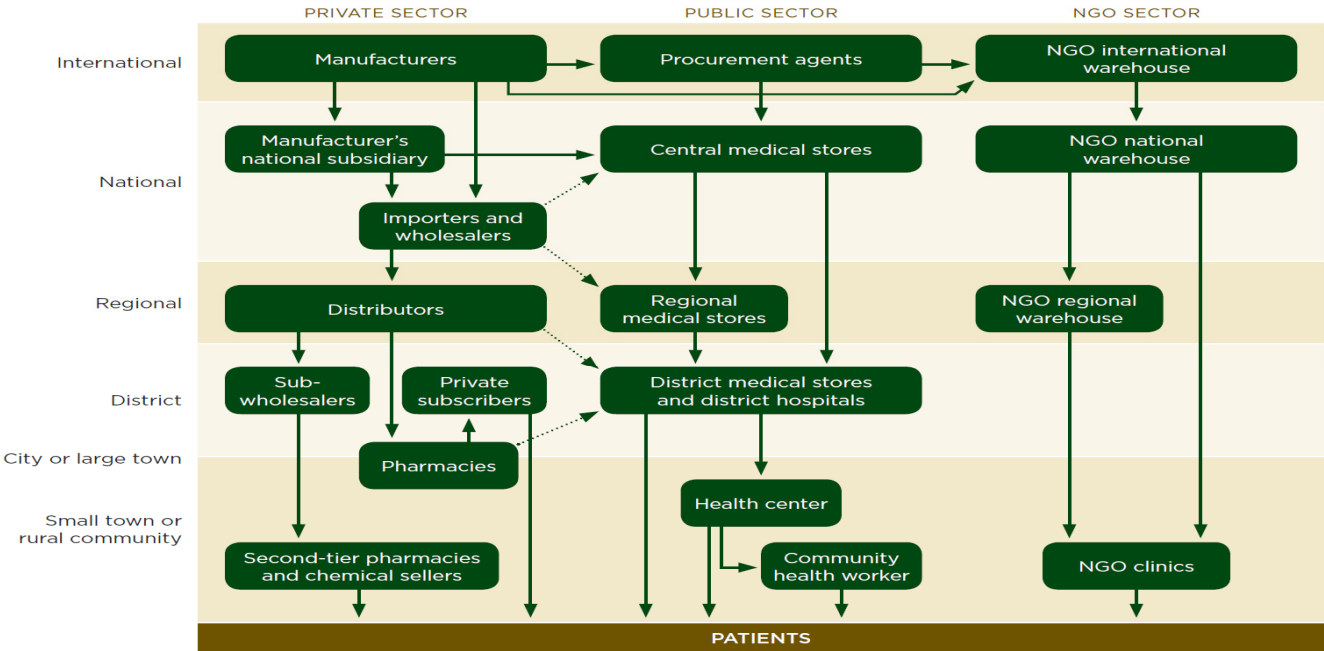 PRIVATE SECTOR
PUBLIC SECTOR
NGO SECTOR
International
Manufacturers
Procurement agents
NGO international
warehouse
National
Manufacturer's
national subsidiary
Central medical stores
NGO national
warehouse
Importers and
wholesalers
Regional
Distributors
Regional
medical stores
NGO regional
warehouse
District
Sub-
wholesalers
Private
subscribers
District medical stores
and district hospitals
City or large town
Pharmacies
Small town or
rural community
Health center
Second-tier pharmacies
and chemical sellers
Community
health worker
NGO clinics
PATIENTS